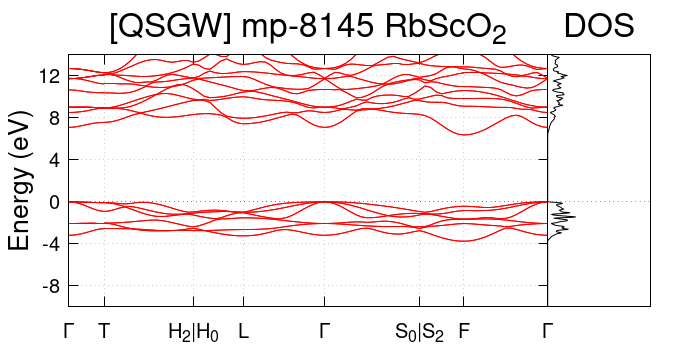 [QSGW] mp-8145 RbScO₂ DOS
Energy (eV)
12
8
4
0
-4
-8
Γ T H₂|H₀ L Γ S₀|S₂ F Γ